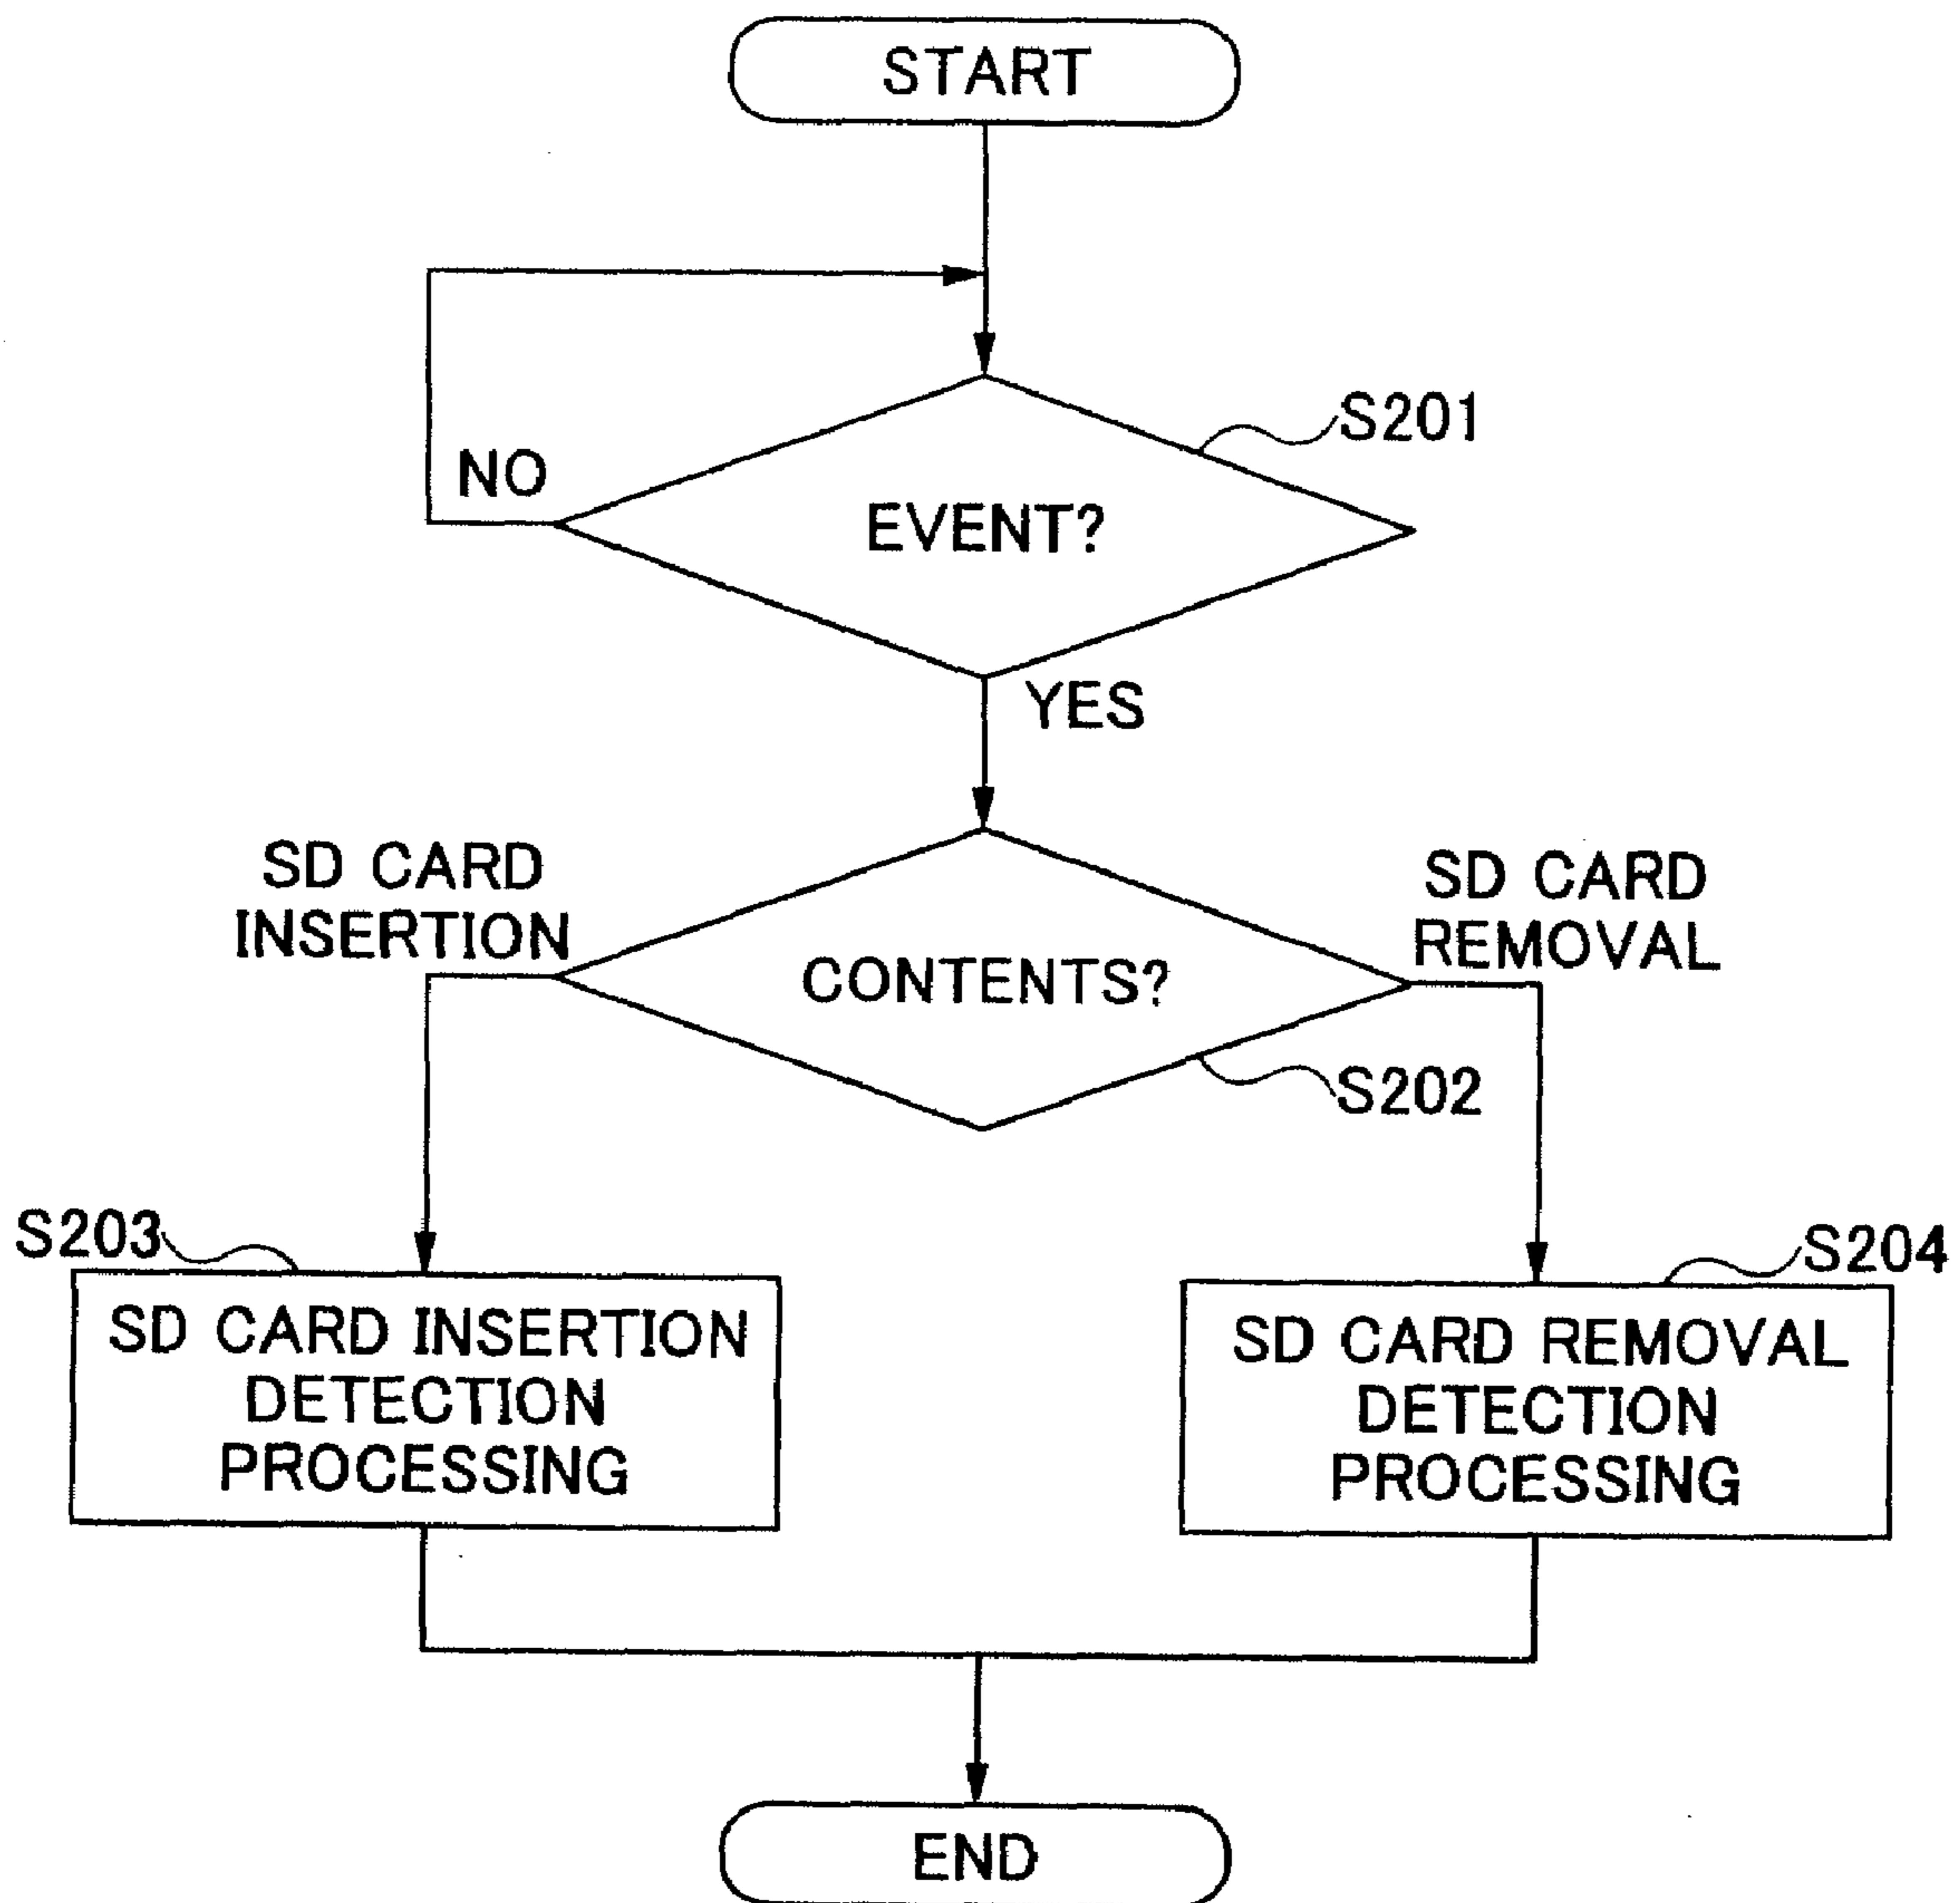 START
S201
NO
EVENT?
YES
SD CARD
INSERTION
SD CARD
REMOVAL
CONTENTS?
S202
S203
S204
SD CARD INSERTION
DETECTION
PROCESSING
SD CARD REMOVAL
DETECTION
PROCESSING
END